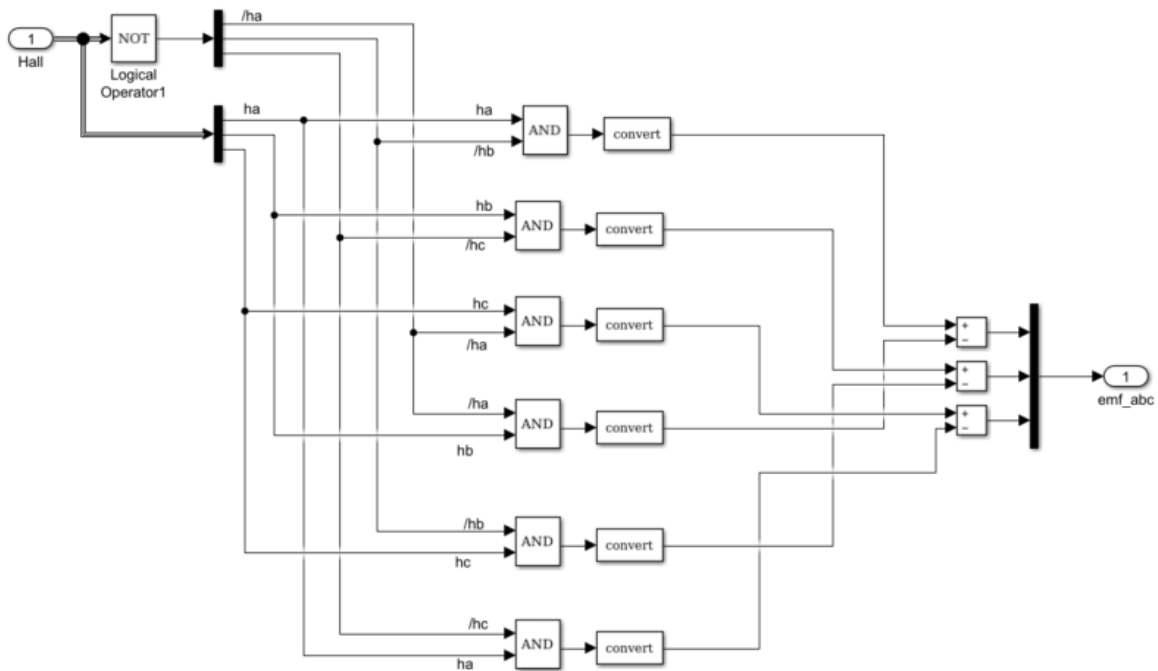 /ha
1
Hall
NOT
Logical
Operator1
ha
ha
/hb
AND
convert
hb
/hc
AND
convert
hc
/ha
AND
convert
/ha
hb
AND
convert
/hb
hc
AND
convert
/hc
ha
AND
convert
+
−
+
−
+
−
1
emf_abc